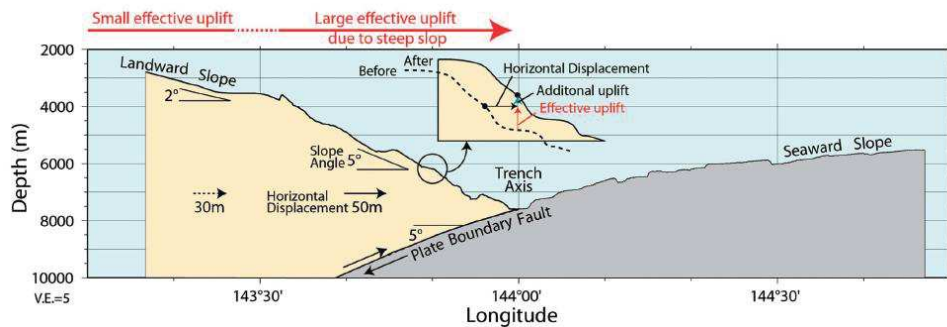 Small effective uplift
Large effective uplift
due to steep slop
2000
4000
6000
8000
10000
Depth (m)
V.E.=5
Landward Slope
2°
Before
After
Horizontal Displacement
Additonal uplift
Effective uplift
Slope
Angle 5°
Trench
Axis
Seaward Slope
30m
Horizontal
Displacement 50m
5°
Plate Boundary Fault
143°30'
144°00'
144°30'
Longitude